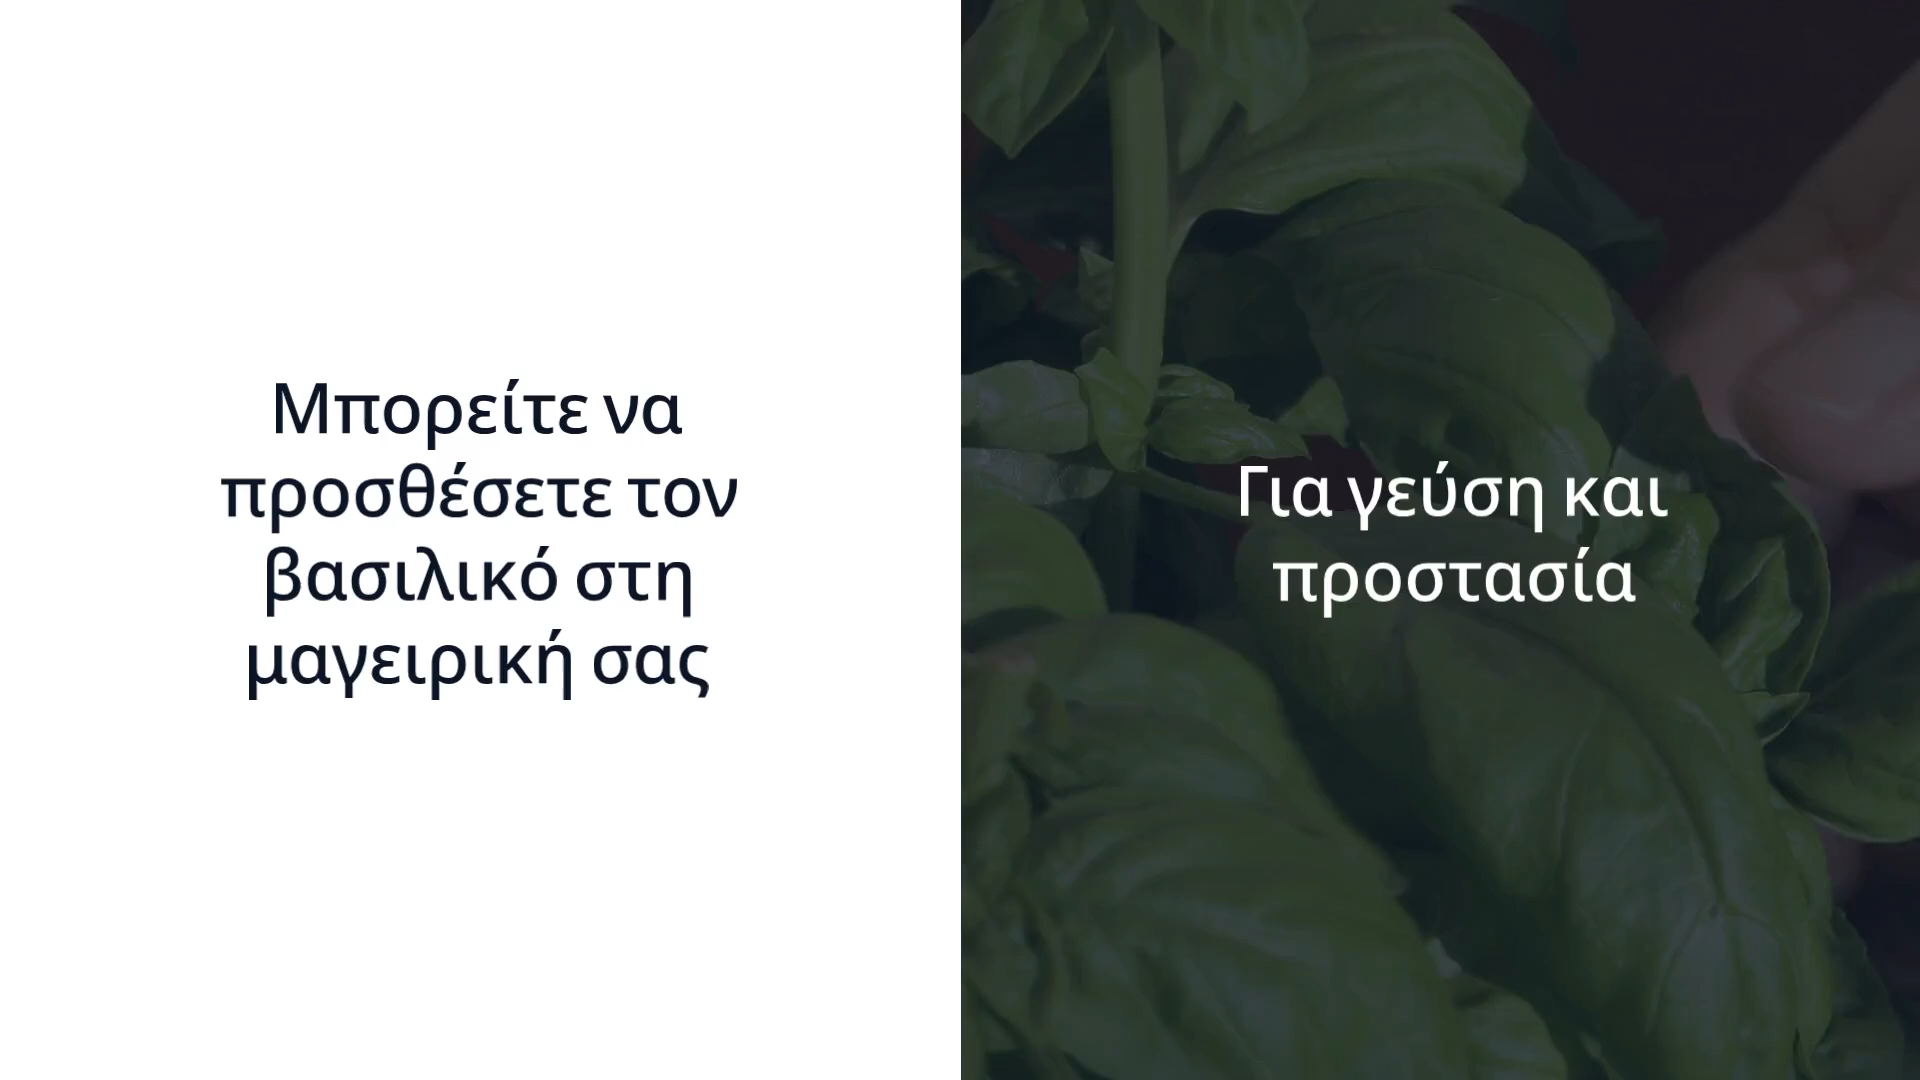 Μπορείτε να
προσθέσετε τον
βασιλικό στη
μαγειρική σας
Για γεύση και
προστασία